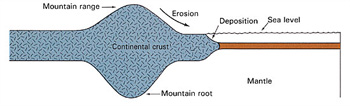 Mountain range
Erosion
Deposition
Sea level
Continental crust
Mantle
Mountain root